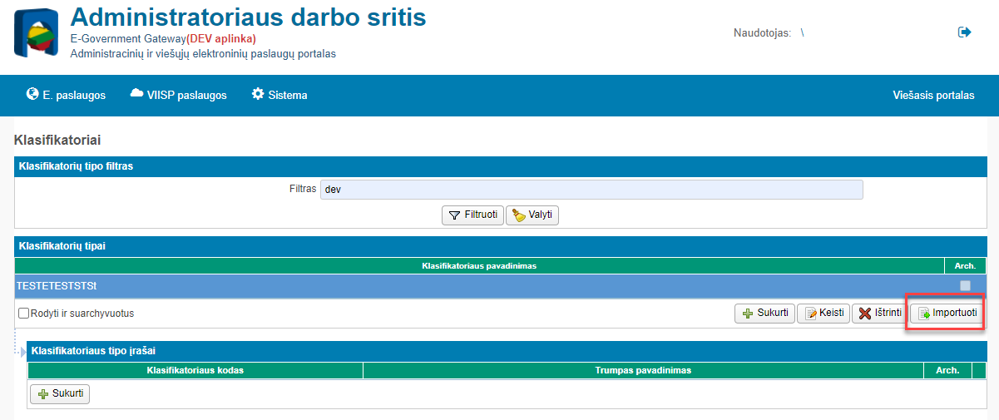 Administratoriaus darbo sritis
E-Government Gateway(DEV aplinka)
Administracinių ir viešųjų elektroninių paslaugų portalas
Naudotojas: \
E. paslaugos VIISP paslaugos Sistema Viešasis portalas
Klasifikatoriai
Klasifikatorių tipo filtras
Filtras dev
Filtruoti Valyti
Klasifikatorių tipai
Klasifikatoriaus pavadinimas Arch.
TESTETESTSTSt
Rodyti ir suarchyvuotus Sukurti Keisti Ištrinti Importuoti
Klasifikatoriaus tipo įrašai
Klasifikatoriaus kodas Trumpas pavadinimas Arch.
Sukurti